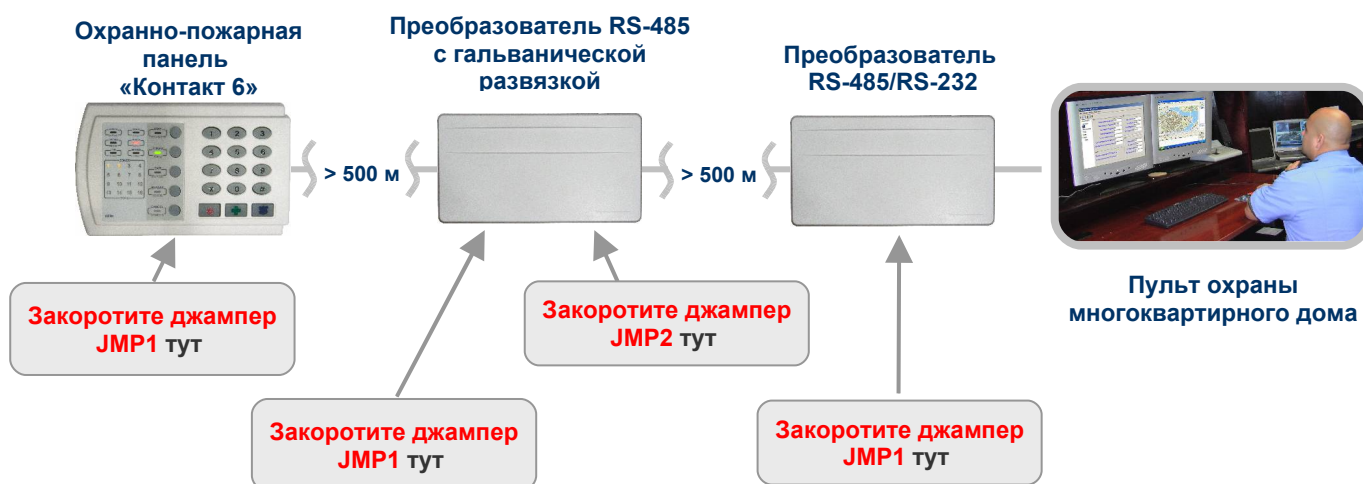 Охранно-пожарная
панель
«Контакт 6»
Преобразователь RS-485
с гальванической
развязкой
Преобразователь
RS-485/RS-232
> 500 м
> 500 м
Закоротите джампер
JMP1 тут
Закоротите джампер
JMP2 тут
Пульт охраны
многоквартирного дома
Закоротите джампер
JMP1 тут
Закоротите джампер
JMP1 тут